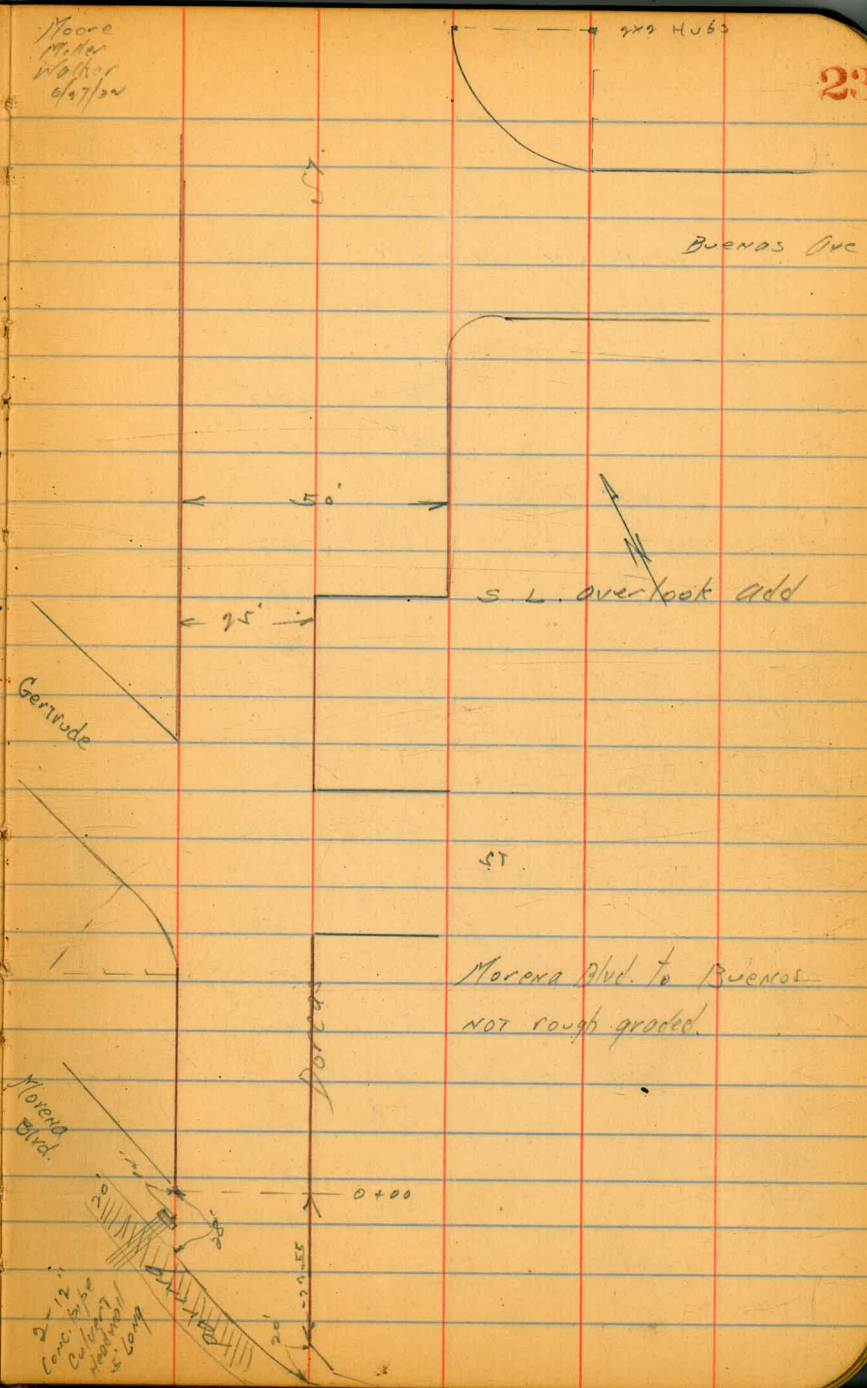 Moore
Miller
Walker
6/27/22
2x2 Hubs
23
St.
Buenos Ave
50'
S. L. Overlook Add
25'
Gertrude
ST
Morena Blvd. to Buenos
NOT rough graded.
Dorcas
Morena
Blvd.
0+00
20'
20'
2-12"
Conc. pipe
Culvert
Headwall
5' Long